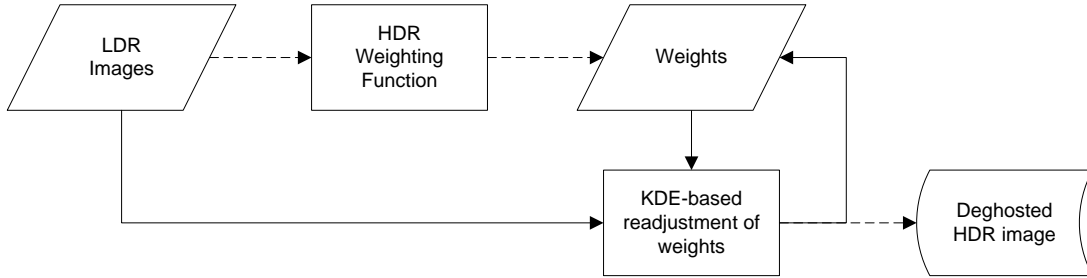 LDR
Images
HDR
Weighting
Function
Weights
KDE-based
readjustment of
weights
Deghosted
HDR image